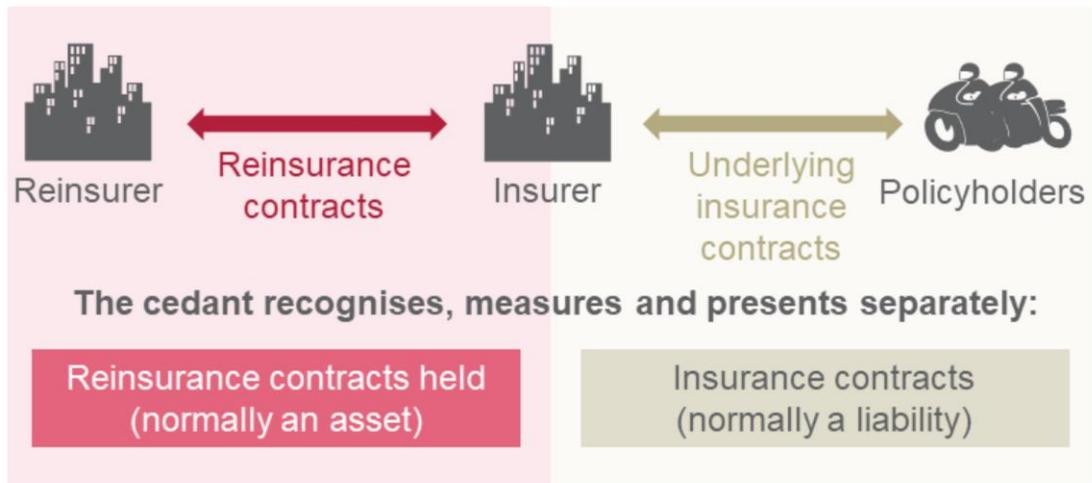 Reinsurer
Reinsurance
contracts
Insurer
Underlying
insurance
contracts
Policyholders
The cedant recognises, measures and presents separately:
Reinsurance contracts held
(normally an asset)
Insurance contracts
(normally a liability)